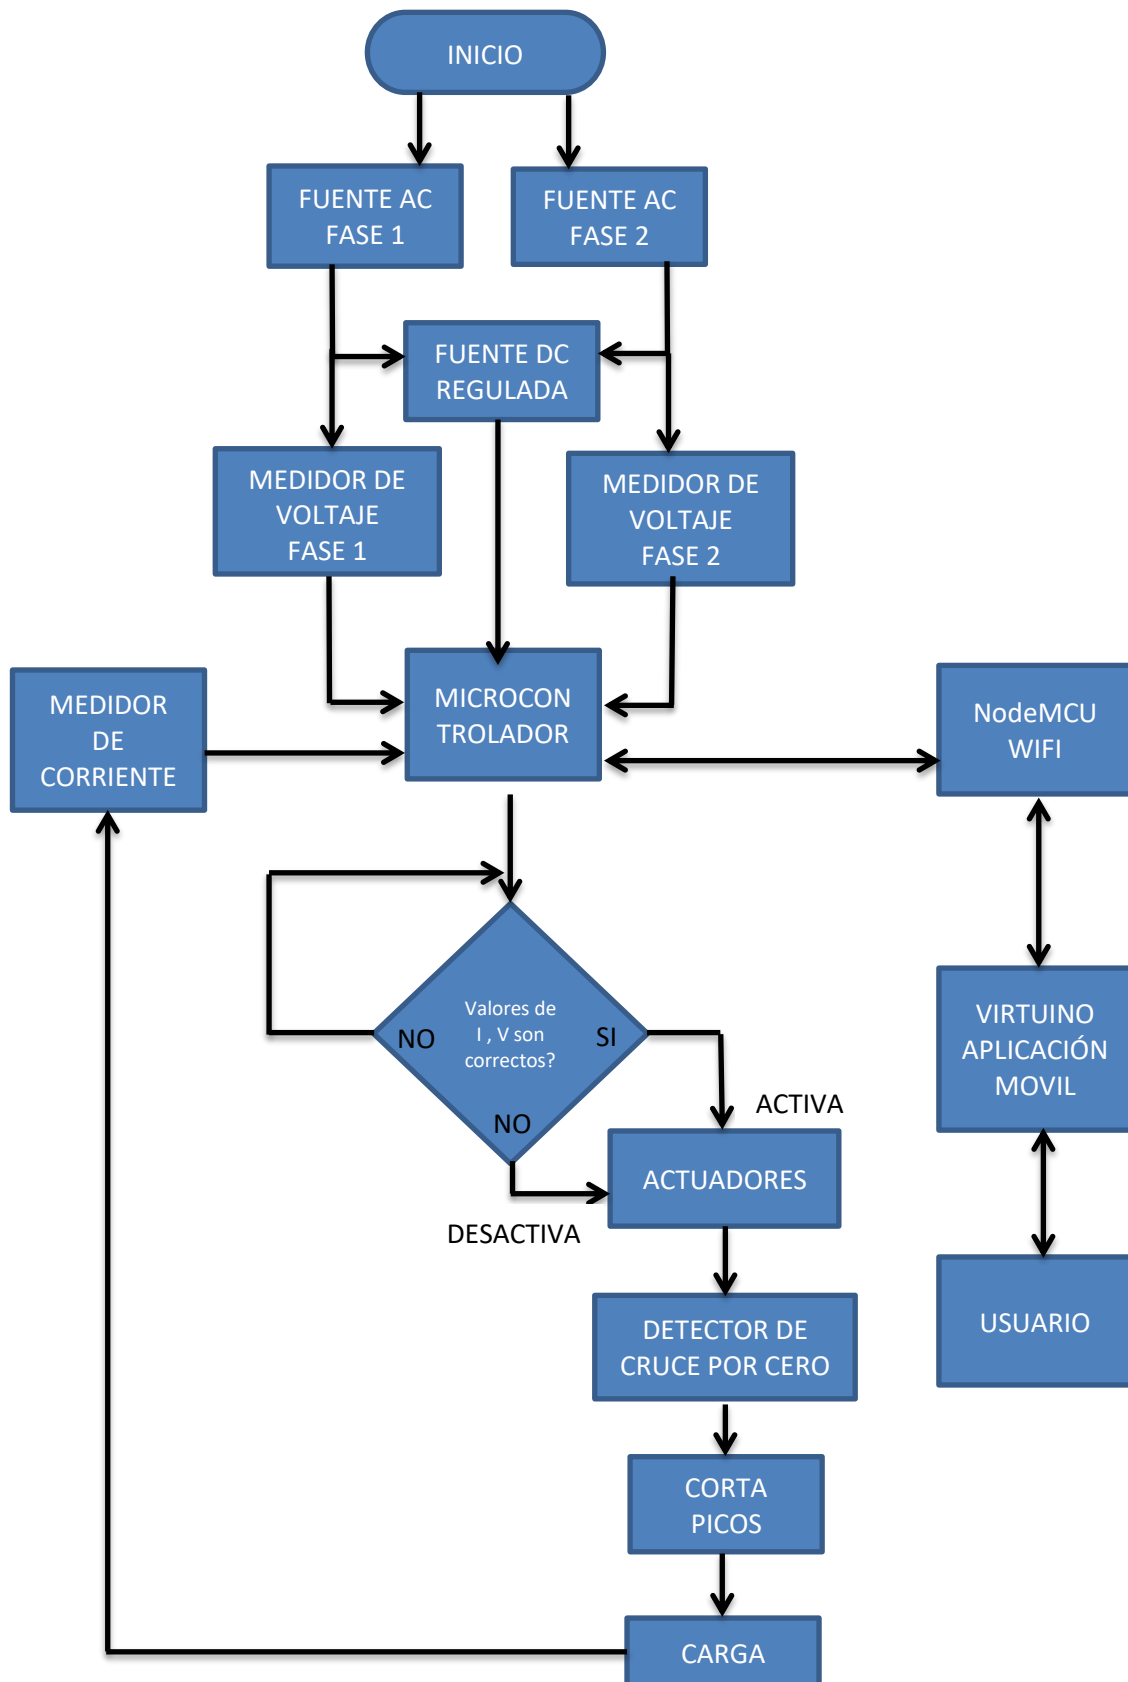 INICIO
FUENTE AC
FASE 1
FUENTE AC
FASE 2
FUENTE DC
REGULADA
MEDIDOR DE
VOLTAJE
FASE 1
MEDIDOR DE
VOLTAJE
FASE 2
MEDIDOR
DE
CORRIENTE
MICROCON
TROLADOR
NodeMCU
WIFI
Valores de
I , V son
correctos?
NO
SI
NO
VIRTUINO
APLICACIÓN
MOVIL
ACTIVA
ACTUADORES
DESACTIVA
DETECTOR DE
CRUCE POR CERO
USUARIO
CORTA
PICOS
CARGA